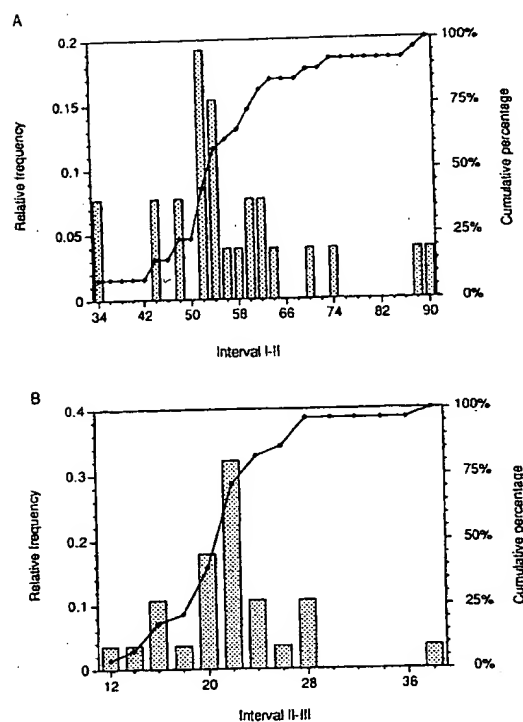 A
Relative frequency
0.2
0.15
0.1
0.05
0
100%
75%
50%
25%
0%
Cumulative percentage
34 42 50 58 66 74 82 90
Interval I-II
B
Relative frequency
0.4
0.3
0.2
0.1
0
100%
75%
50%
25%
0%
Cumulative percentage
12 20 28 36
Interval II-III